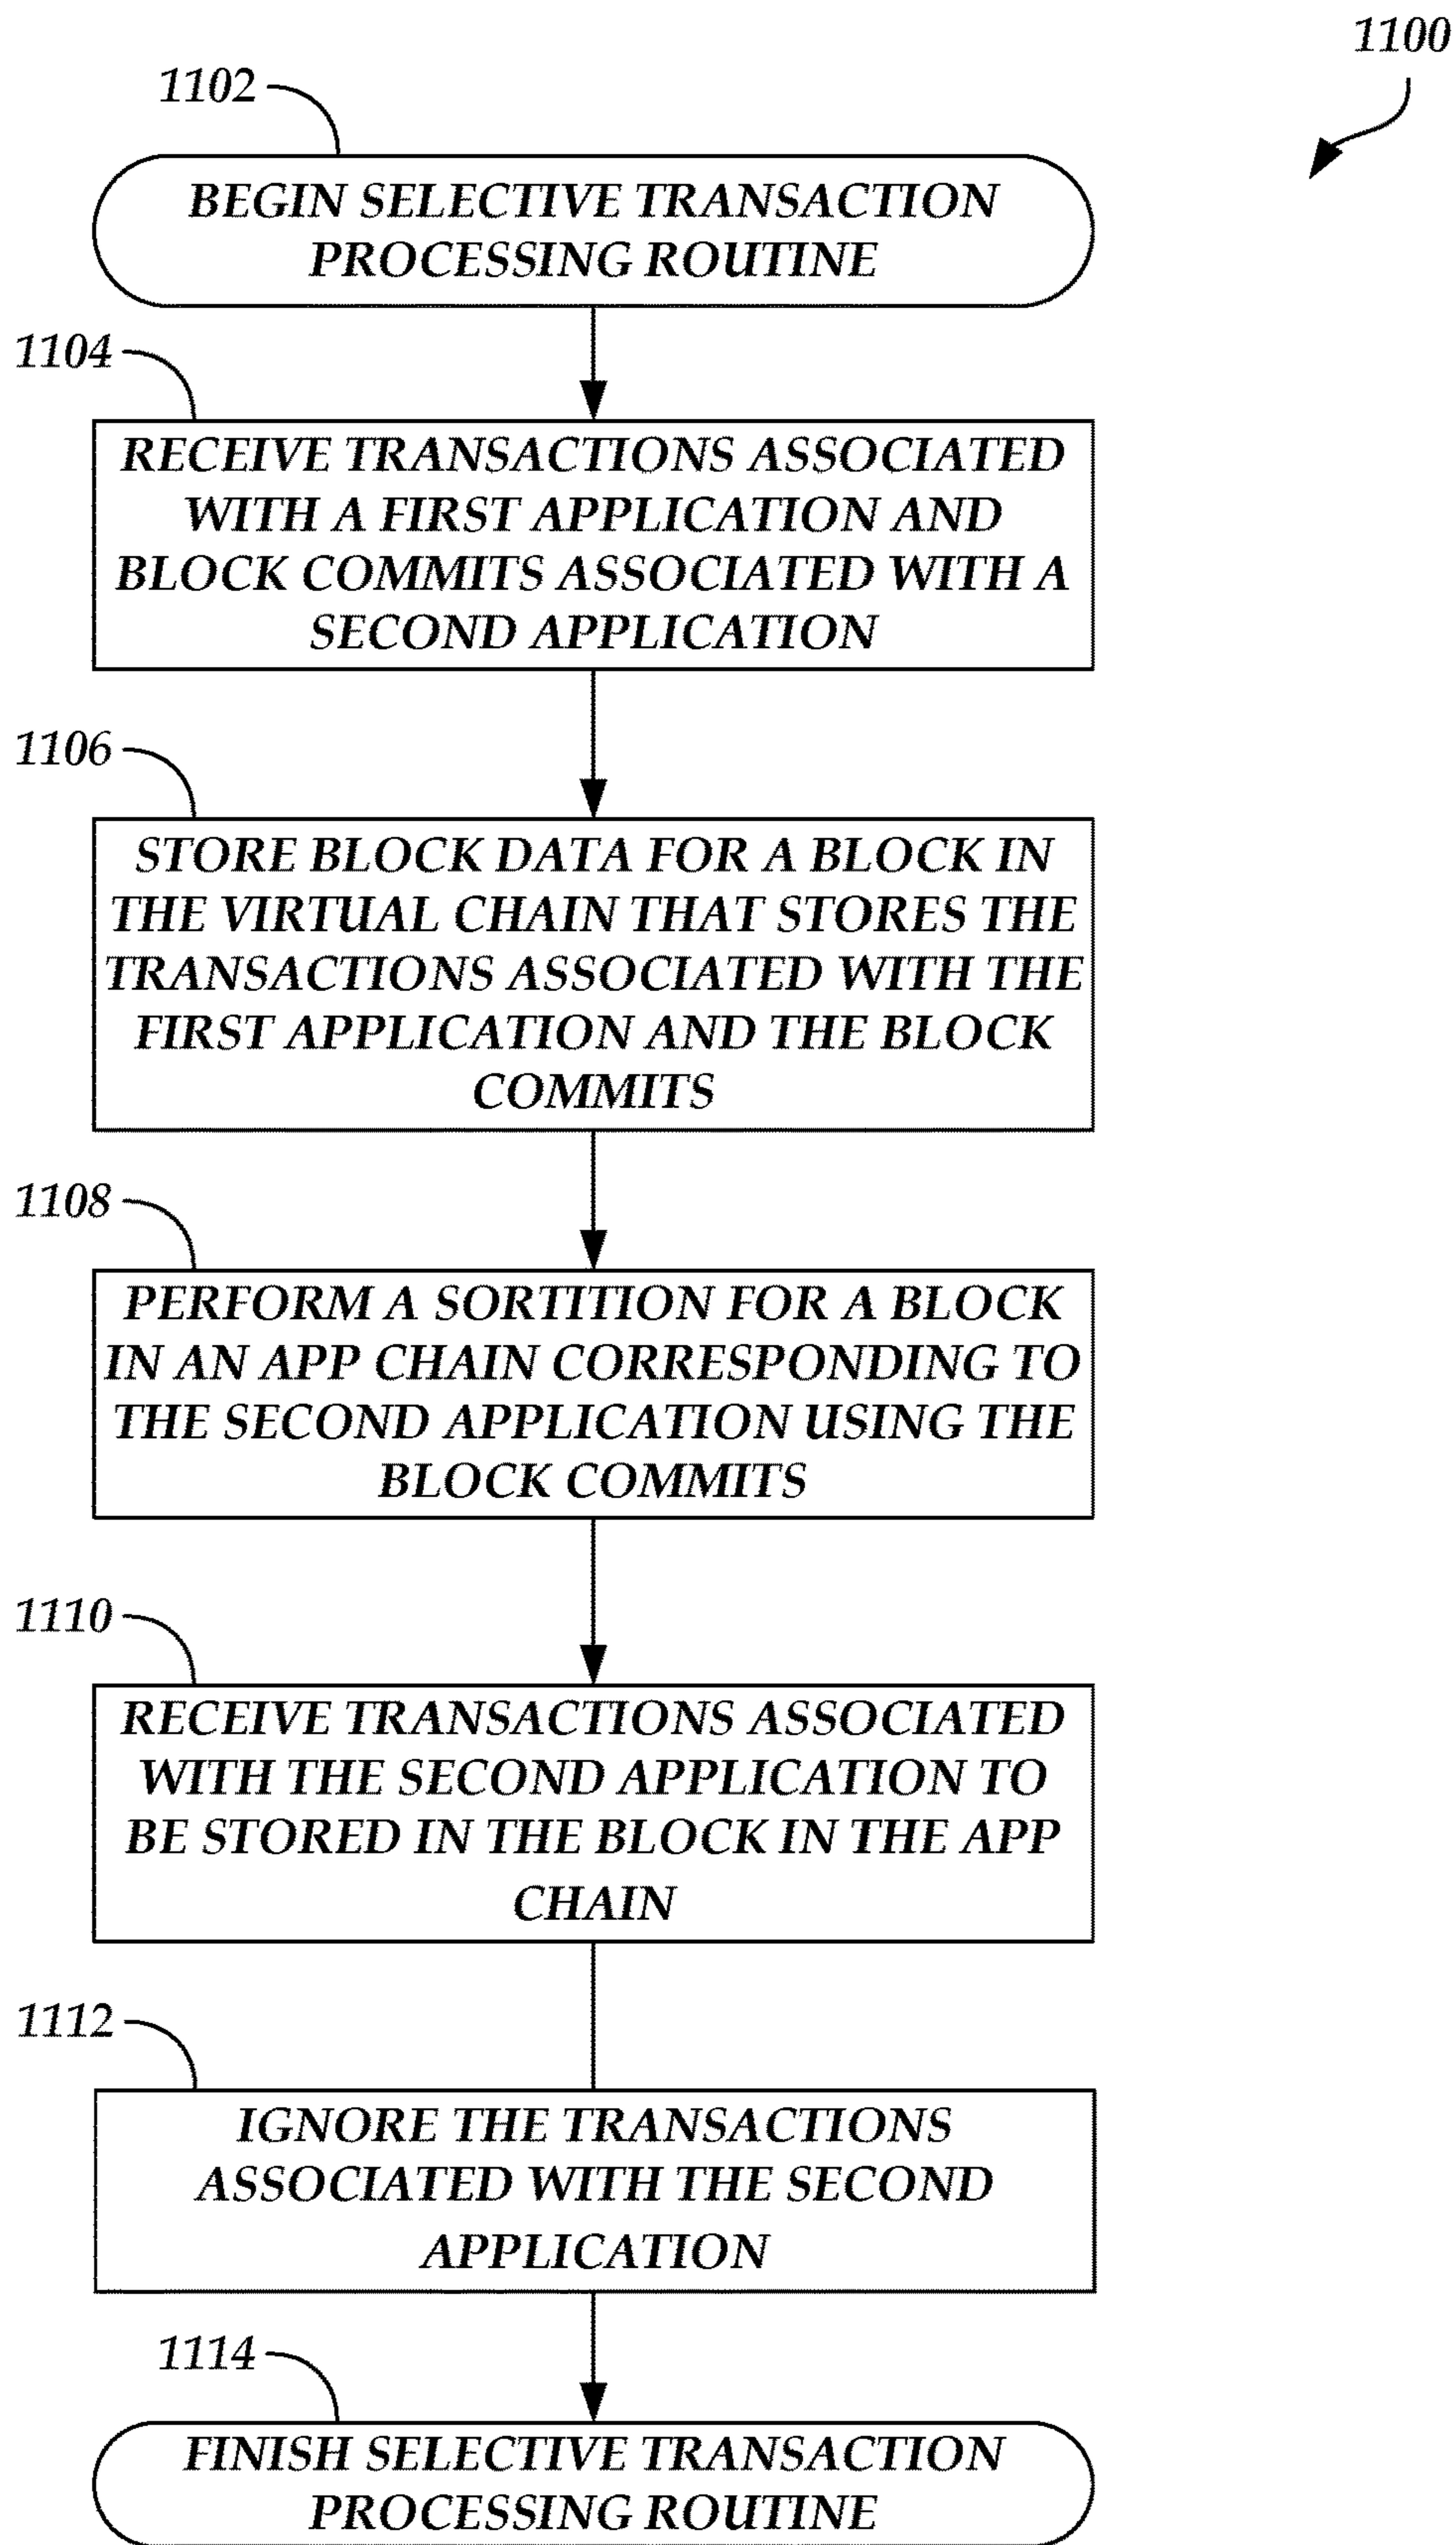 1100
1102
BEGIN SELECTIVE TRANSACTION
PROCESSING ROUTINE
1104
RECEIVE TRANSACTIONS ASSOCIATED
WITH A FIRST APPLICATION AND
BLOCK COMMITS ASSOCIATED WITH A
SECOND APPLICATION
1106
STORE BLOCK DATA FOR A BLOCK IN
THE VIRTUAL CHAIN THAT STORES THE
TRANSACTIONS ASSOCIATED WITH THE
FIRST APPLICATION AND THE BLOCK
COMMITS
1108
PERFORM A SORTITION FOR A BLOCK
IN AN APP CHAIN CORRESPONDING TO
THE SECOND APPLICATION USING THE
BLOCK COMMITS
1110
RECEIVE TRANSACTIONS ASSOCIATED
WITH THE SECOND APPLICATION TO
BE STORED IN THE BLOCK IN THE APP
CHAIN
1112
IGNORE THE TRANSACTIONS
ASSOCIATED WITH THE SECOND
APPLICATION
1114
FINISH SELECTIVE TRANSACTION
PROCESSING ROUTINE